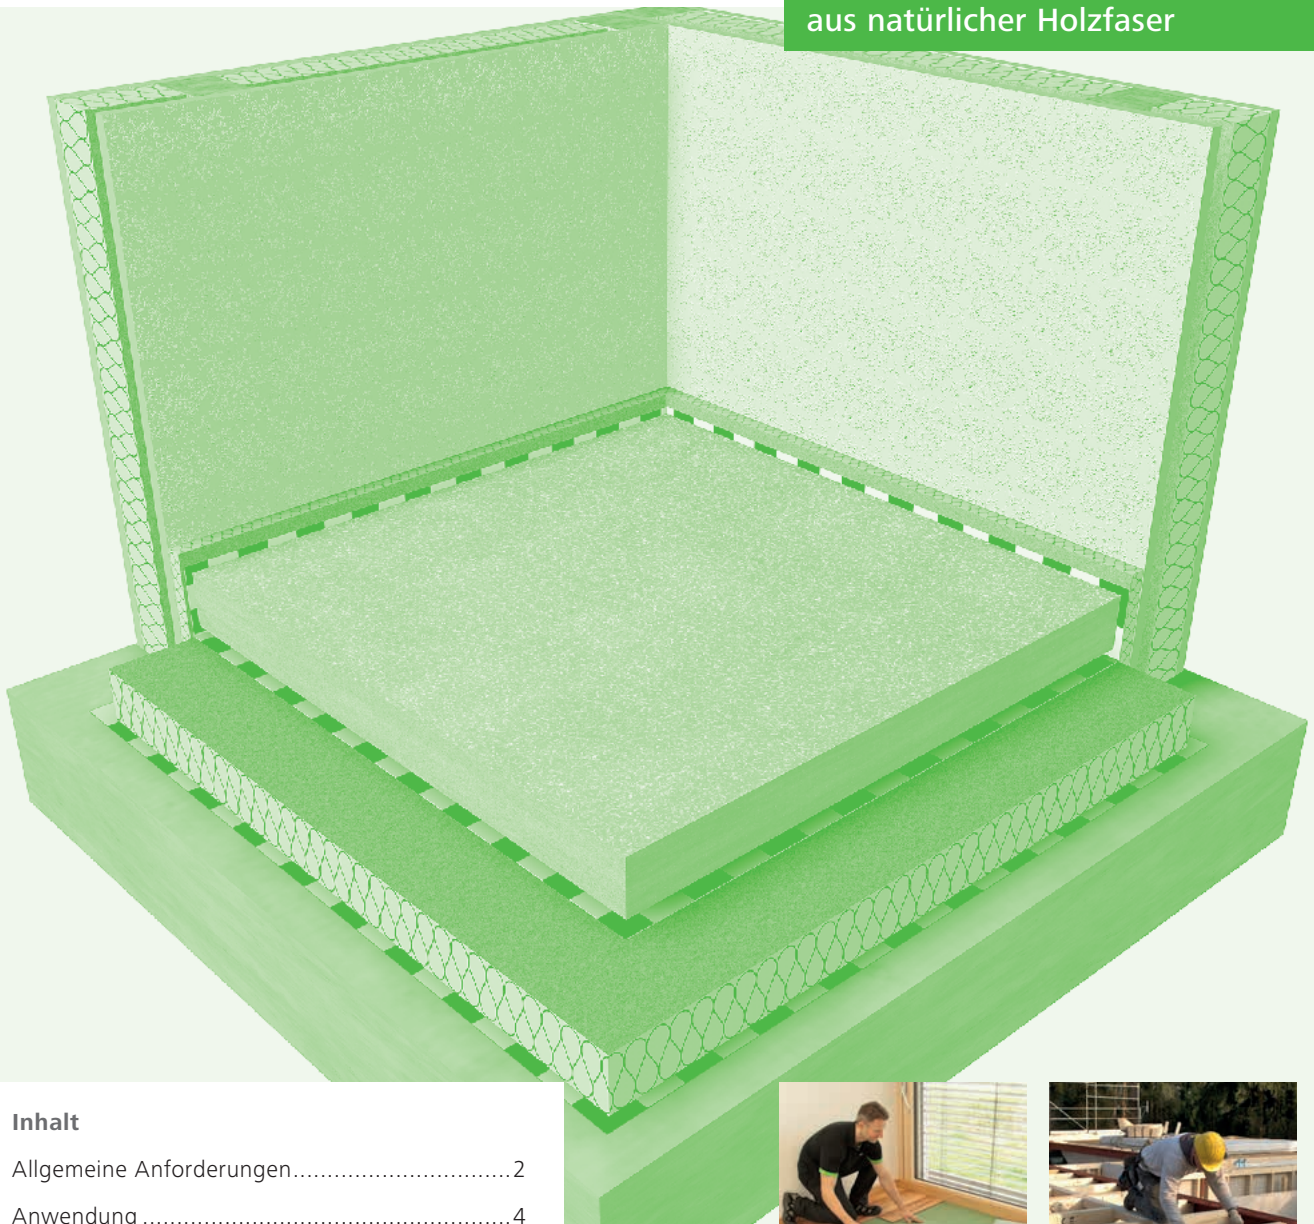 aus natürlicher Holzfaser
Inhalt
Allgemeine Anforderungen.................................2
Anwendung....................................................4